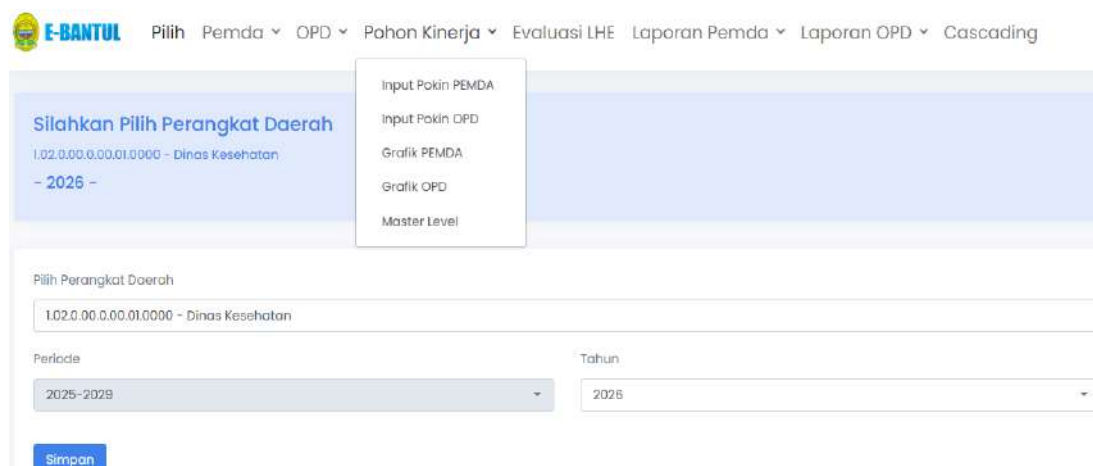 E-BANTUL Pilih Pemda OPD Pohon Kinerja Evaluasi LHE Laporan Pemda Laporan OPD Cascading
Input Pokin PEMDA
Input Pokin OPD
Grafik PEMDA
Grafik OPD
Master Level
Silahkan Pilih Perangkat Daerah
1.02.0.00.0.00.01.0000 - Dinas Kesehatan
- 2026 -
Pilih Perangkat Daerah
1.02.0.00.0.00.01.0000 - Dinas Kesehatan
Periode Tahun
2025-2029 2026
Simpan